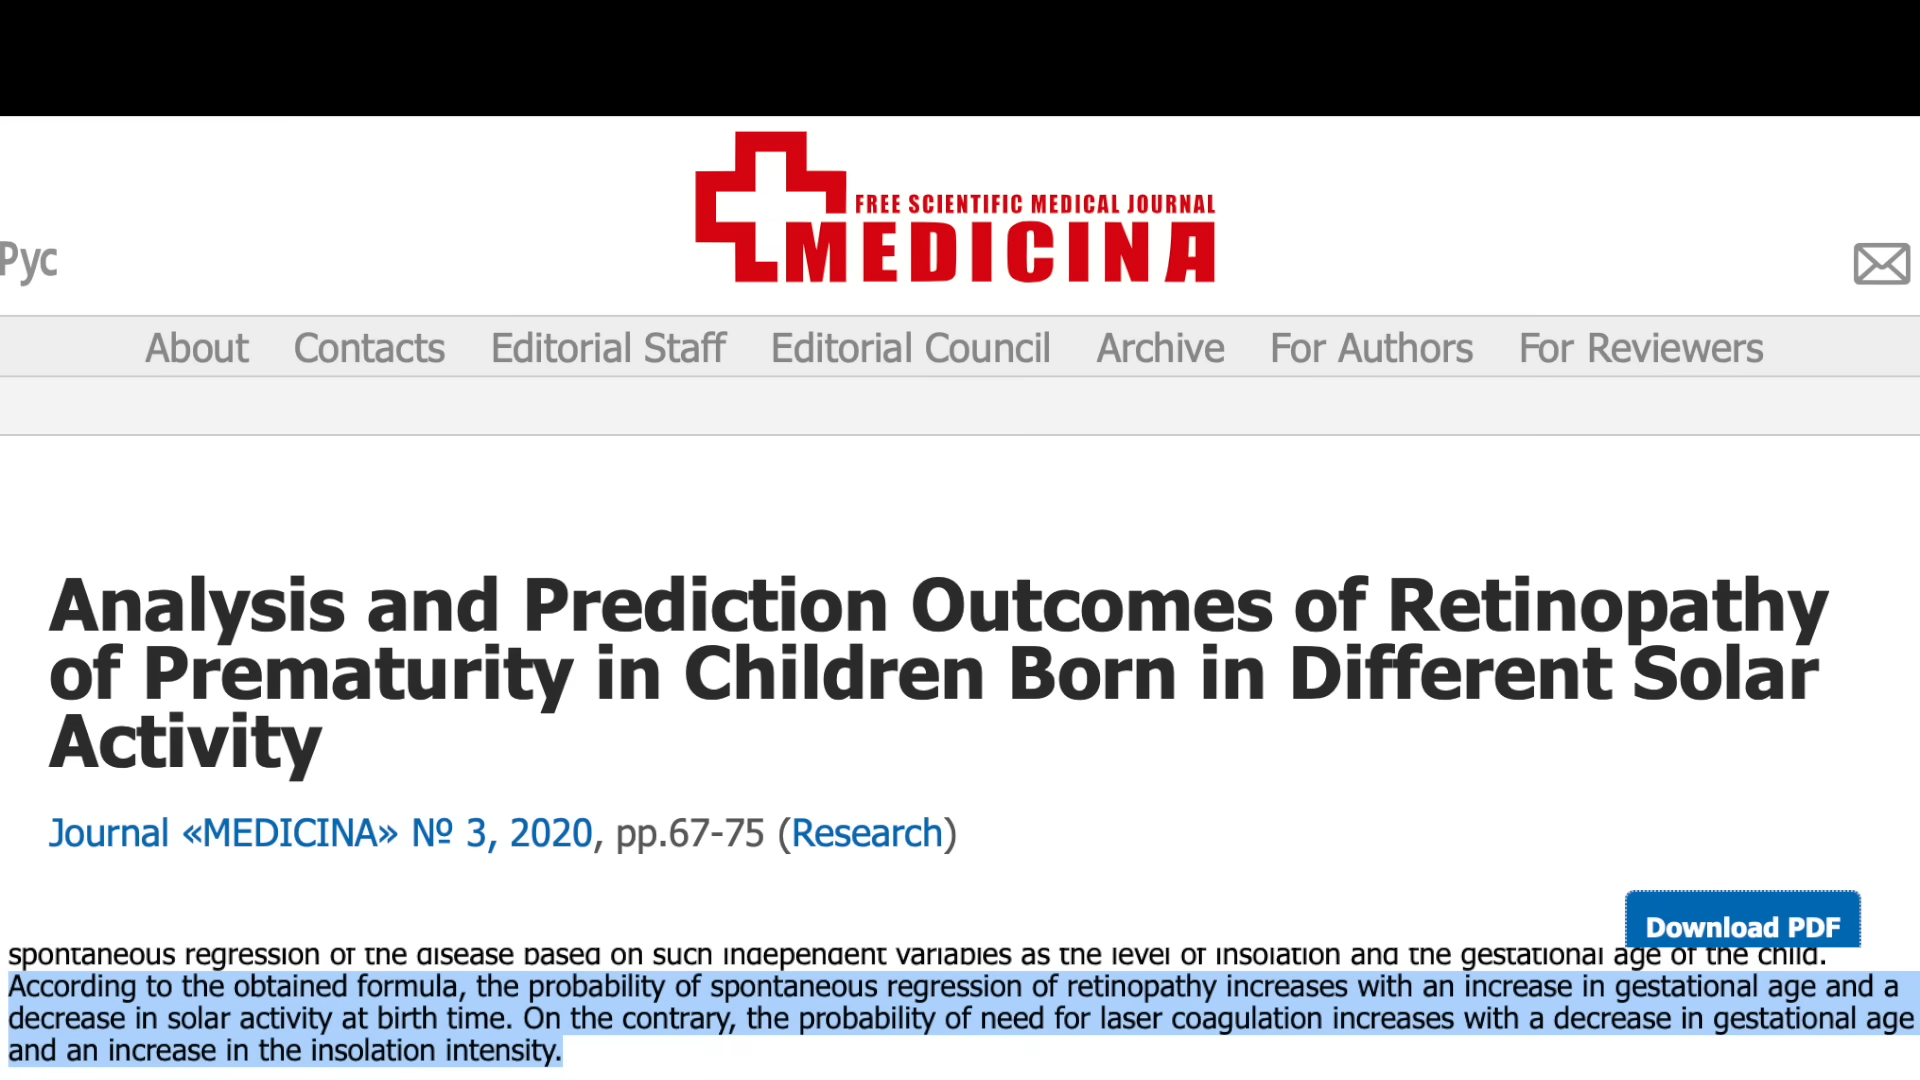 Рус
FREE SCIENTIFIC MEDICAL JOURNAL
MEDICINA
About Contacts Editorial Staff Editorial Council Archive For Authors For Reviewers
Analysis and Prediction Outcomes of Retinopathy
of Prematurity in Children Born in Different Solar
Activity
Journal «MEDICINA» № 3, 2020, pp.67-75 (Research)
Download PDF
spontaneous regression of the disease based on such independent variables as the level of insolation and the gestational age of the child.
According to the obtained formula, the probability of spontaneous regression of retinopathy increases with an increase in gestational age and a
decrease in solar activity at birth time. On the contrary, the probability of need for laser coagulation increases with a decrease in gestational age
and an increase in the insolation intensity.